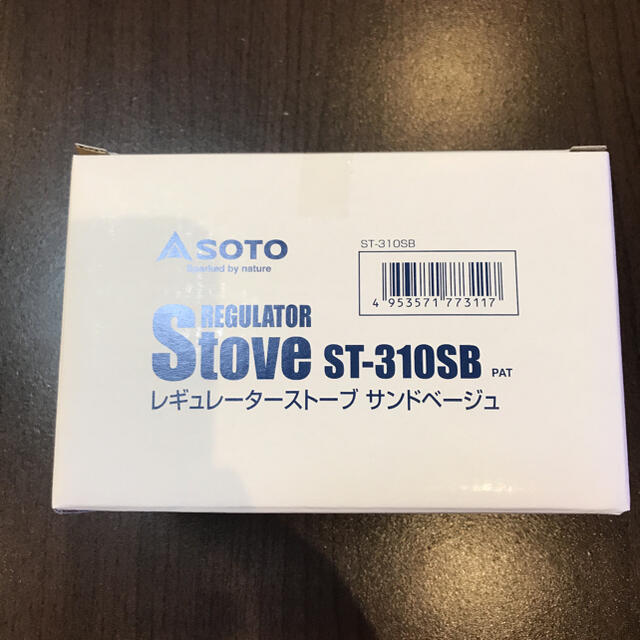 SOTO
Sparked by nature
ST-310SB
4 953571 773117
REGULATOR
Stove ST-310SB PAT
レギュレーターストーブ サンドベージュ